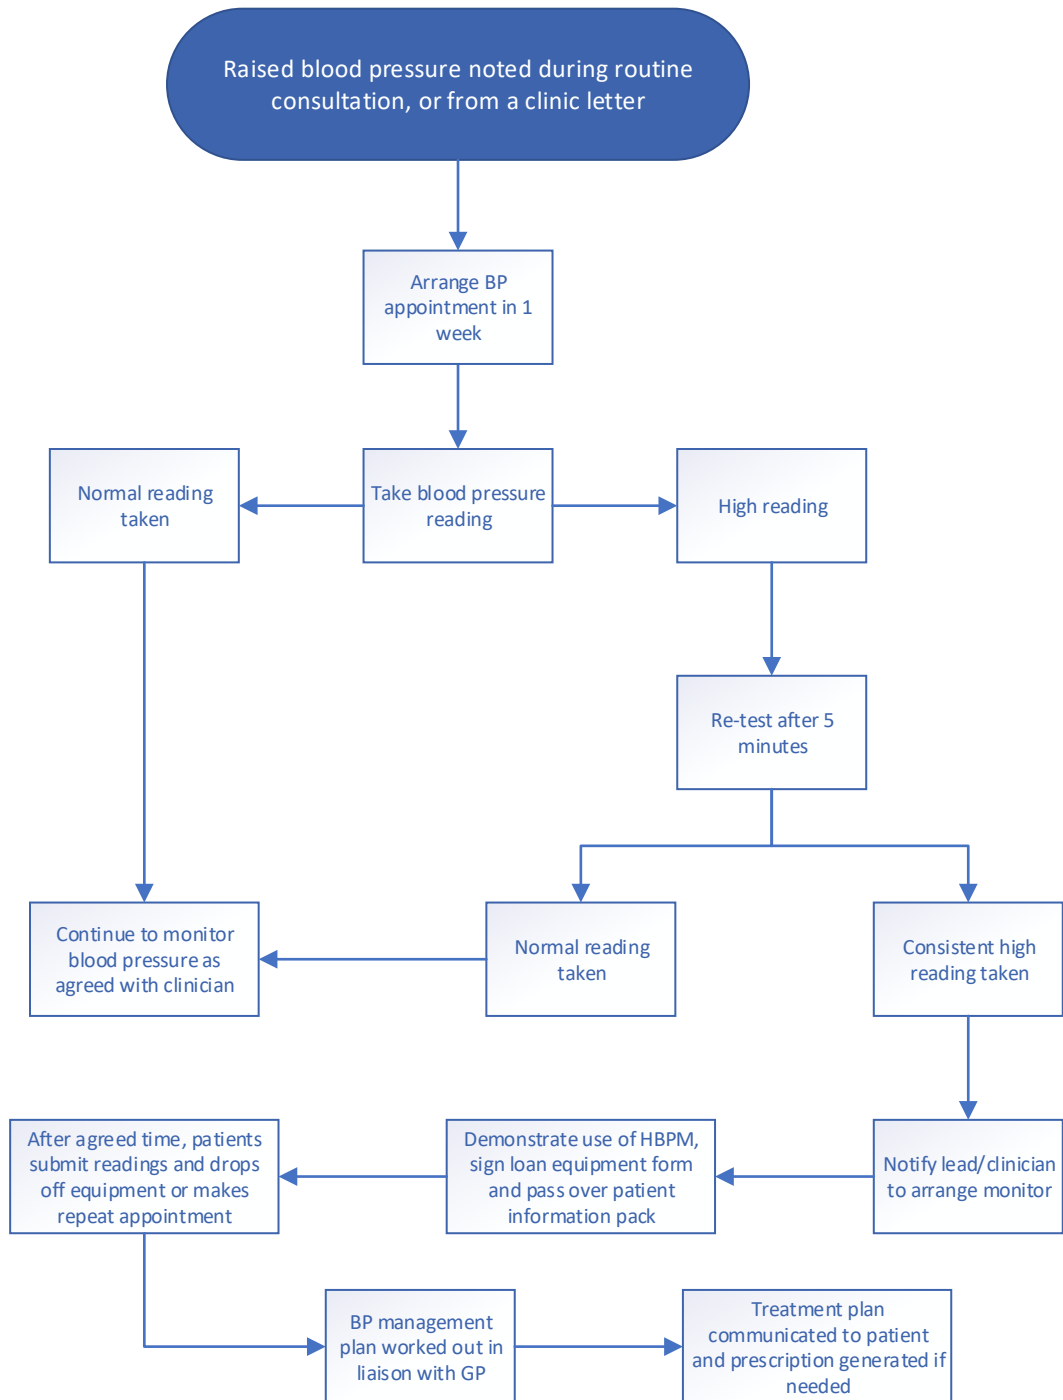 Raised blood pressure noted during routine
consultation, or from a clinic letter
Arrange BP
appointment in 1
week
Normal reading
taken
Take blood pressure
reading
High reading
Re-test after 5
minutes
Continue to monitor
blood pressure as
agreed with clinician
Normal reading
taken
Consistent high
reading taken
After agreed time, patients
submit readings and drops
off equipment or makes
repeat appointment
Demonstrate use of HBPM,
sign loan equipment form
and pass over patient
information pack
Notify lead/clinician
to arrange monitor
BP management
plan worked out in
liaison with GP
Treatment plan
communicated to patient
and prescription generated if
needed